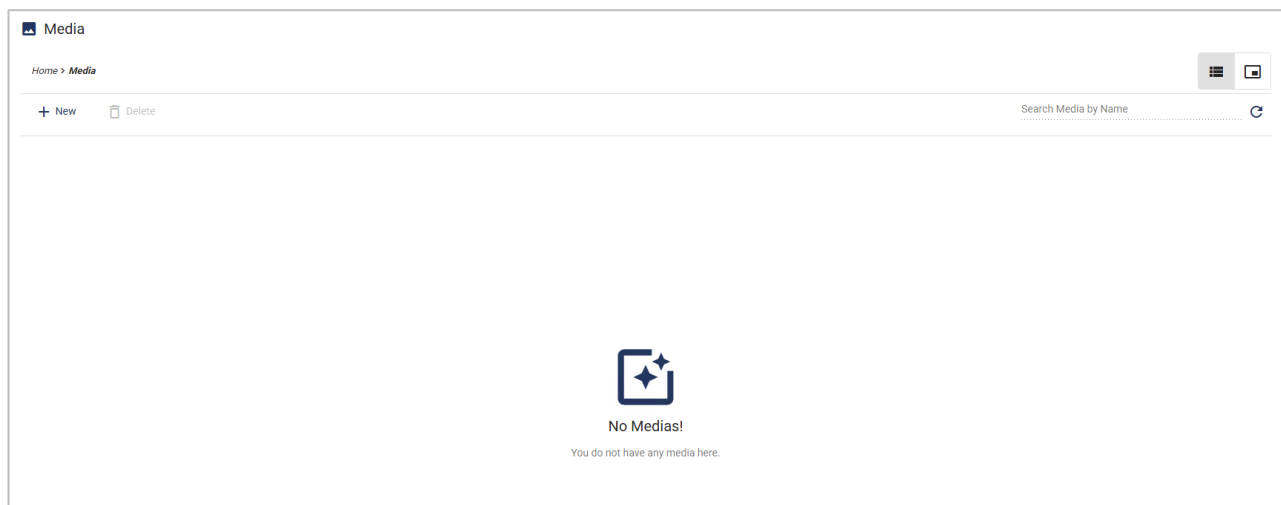 Media
Home > Media
New
Delete
Search Media by Name
No Medias!
You do not have any media here.